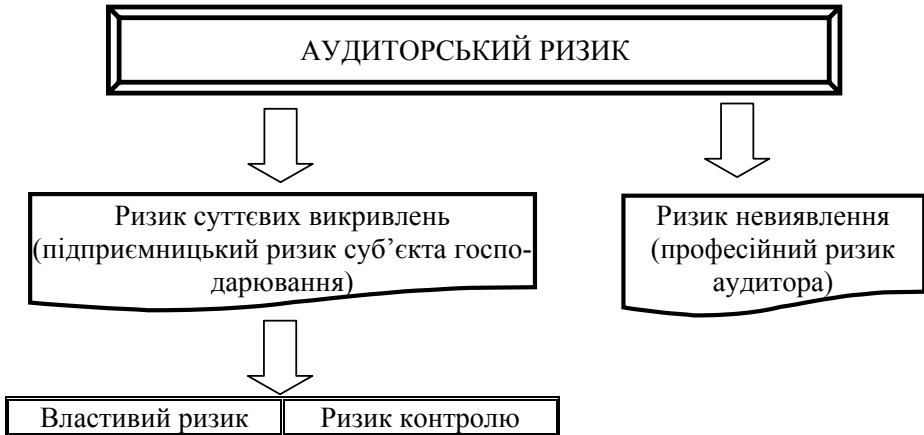 АУДИТОРСЬКИЙ РИЗИК
Ризик суттєвих викривлень
(підприємницький ризик суб’єкта госпо-
дарювання)
Ризик невиявлення
(професійний ризик
аудитора)
Властивий ризик
Ризик контролю